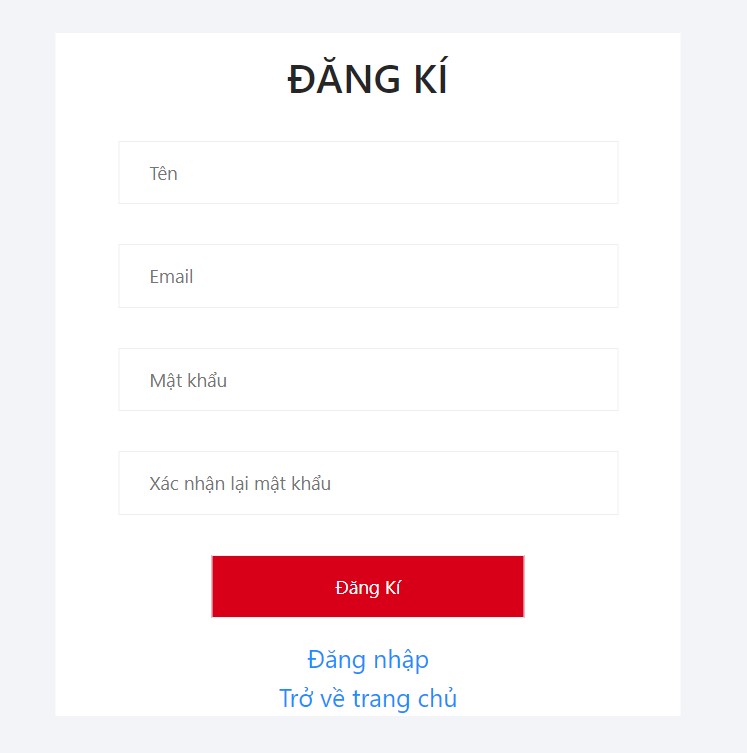 ĐĂNG KÍ
Tên
Email
Mật khẩu
Xác nhận lại mật khẩu
Đăng Kí
Đăng nhập
Trở về trang chủ